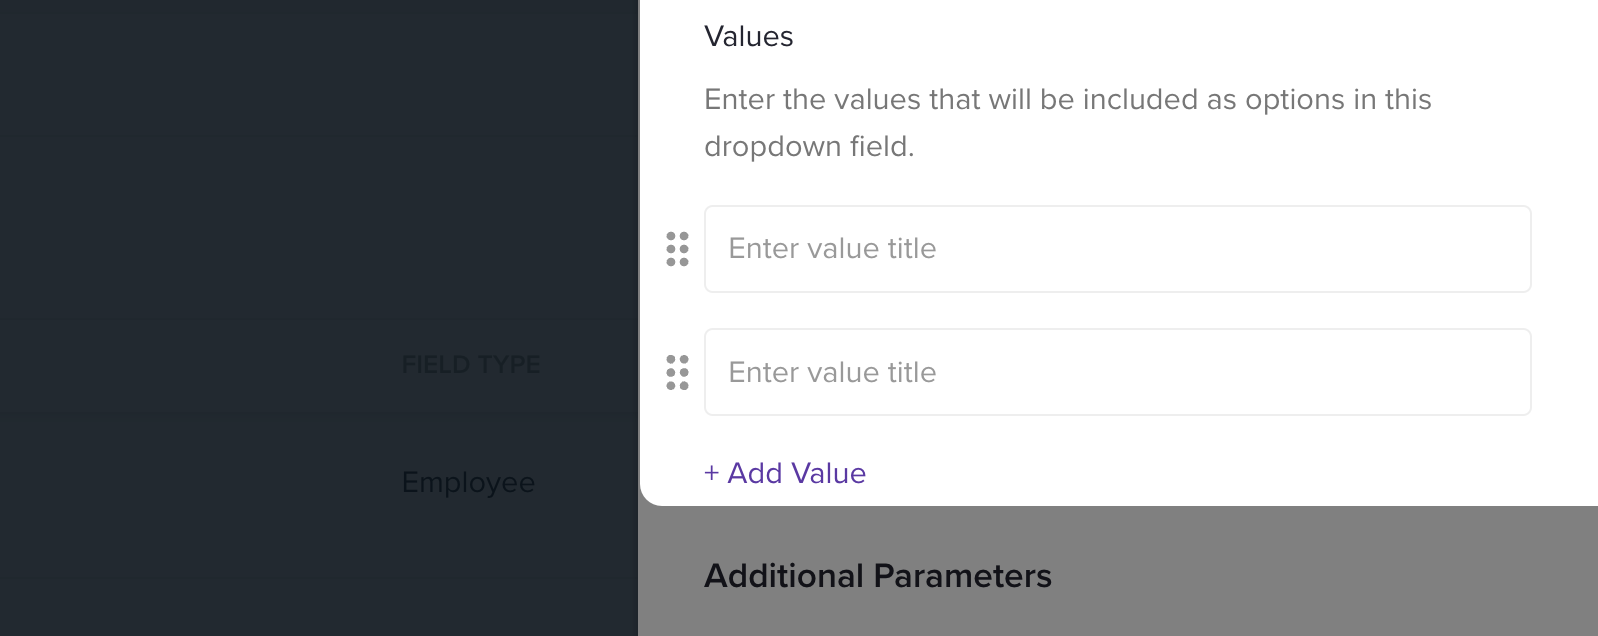 Values
Enter the values that will be included as options in this
dropdown field.
Enter value title
FIELD TYPE
Enter value title
Employee
+ Add Value
Additional Parameters